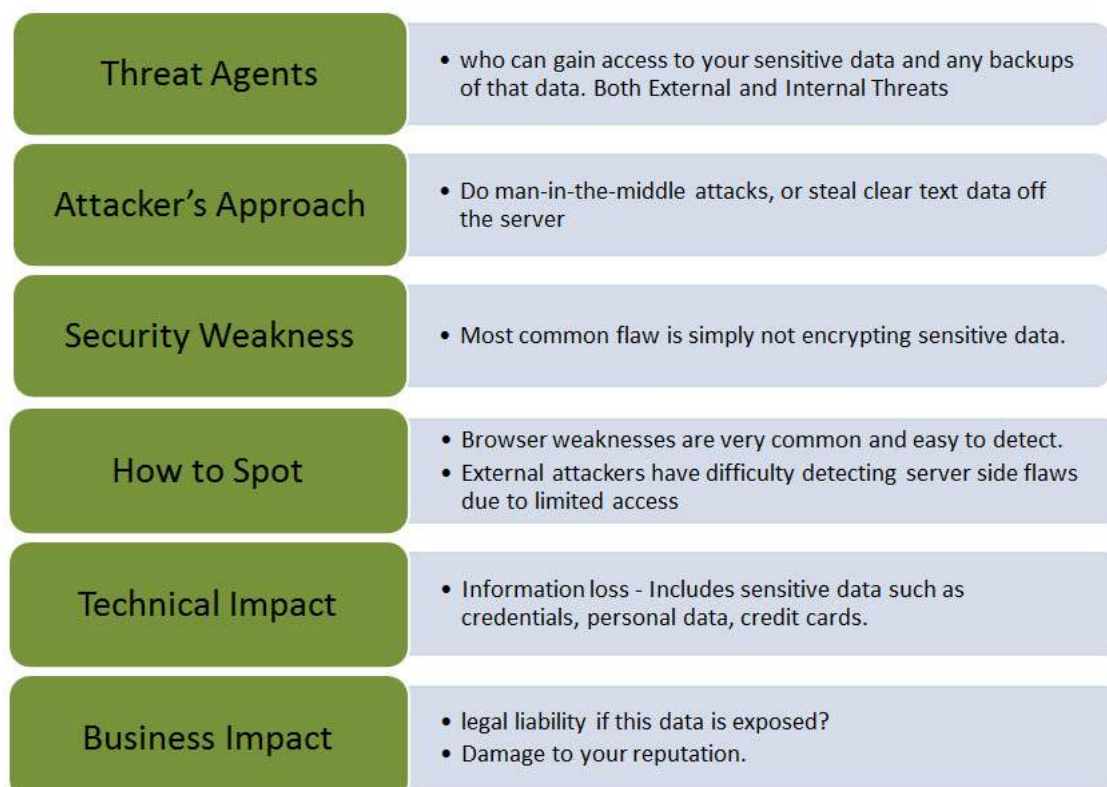 Threat Agents
• who can gain access to your sensitive data and any backups
of that data. Both External and Internal Threats
Attacker's Approach
• Do man-in-the-middle attacks, or steal clear text data off
the server
Security Weakness
• Most common flaw is simply not encrypting sensitive data.
How to Spot
• Browser weaknesses are very common and easy to detect.
• External attackers have difficulty detecting server side flaws
due to limited access
Technical Impact
• Information loss - Includes sensitive data such as
credentials, personal data, credit cards.
Business Impact
• legal liability if this data is exposed?
• Damage to your reputation.